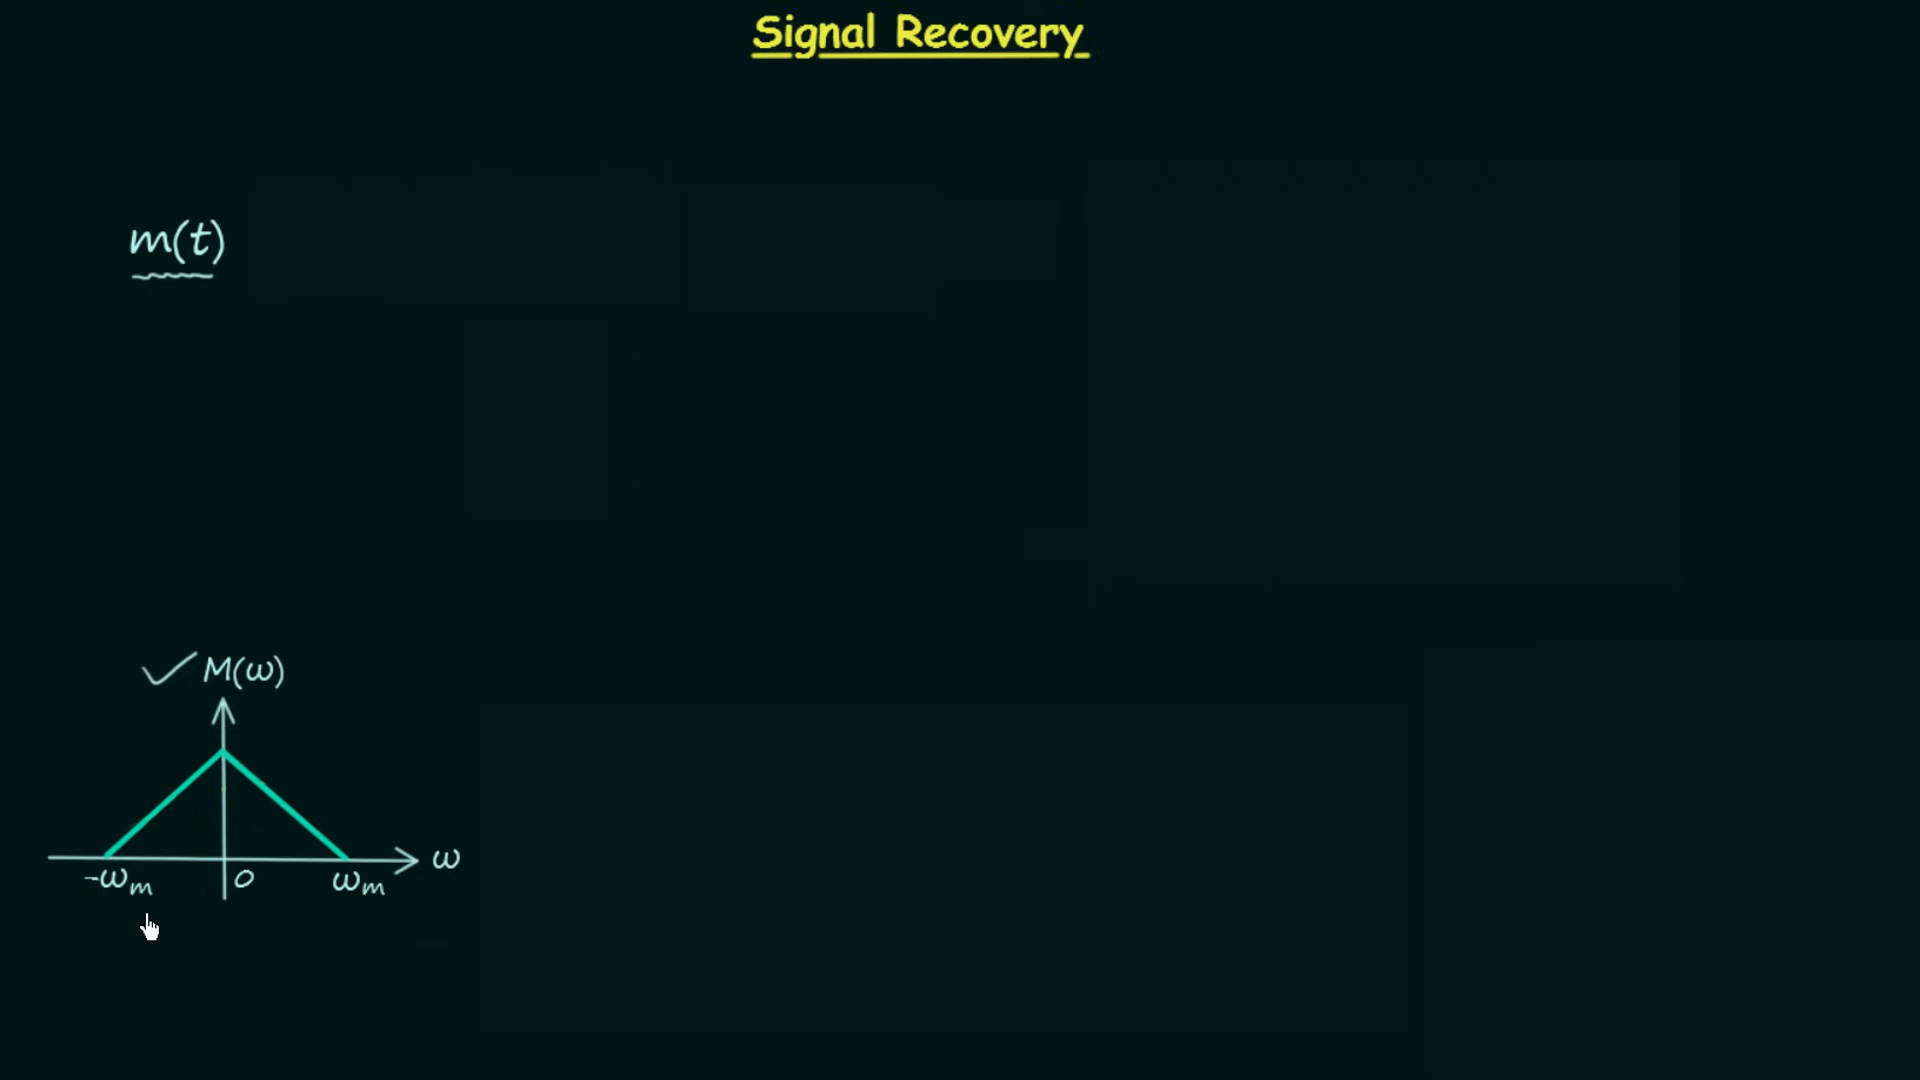 Signal Recovery
m(t)
M(ω)
ω
-ωₘ 0 ωₘ